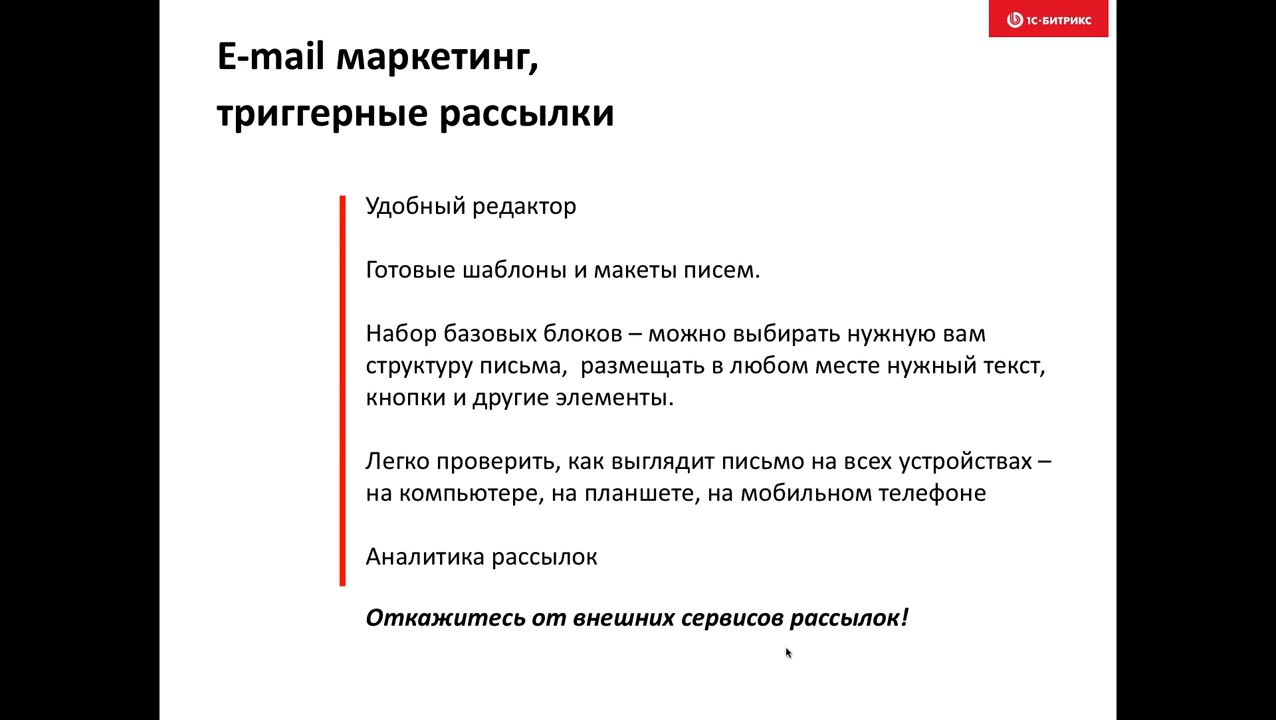 1С·БИТРИКС
E-mail маркетинг,
триггерные рассылки
Удобный редактор
Готовые шаблоны и макеты писем.
Набор базовых блоков – можно выбирать нужную вам
структуру письма,  размещать в любом месте нужный текст,
кнопки и другие элементы.
Легко проверить, как выглядит письмо на всех устройствах –
на компьютере, на планшете, на мобильном телефоне
Аналитика рассылок
Откажитесь от внешних сервисов рассылок!